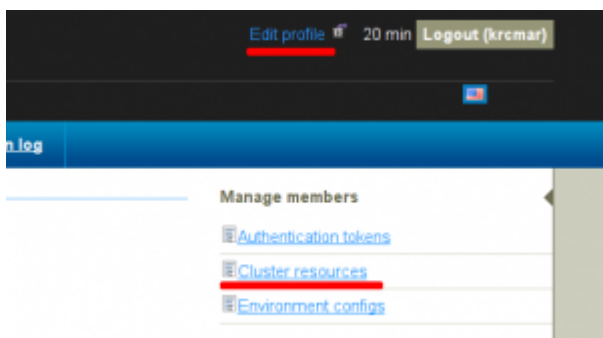 Edit profile 20 min Logout (krcmar)
n log
Manage members
Authentication tokens
Cluster resources
Environment configs